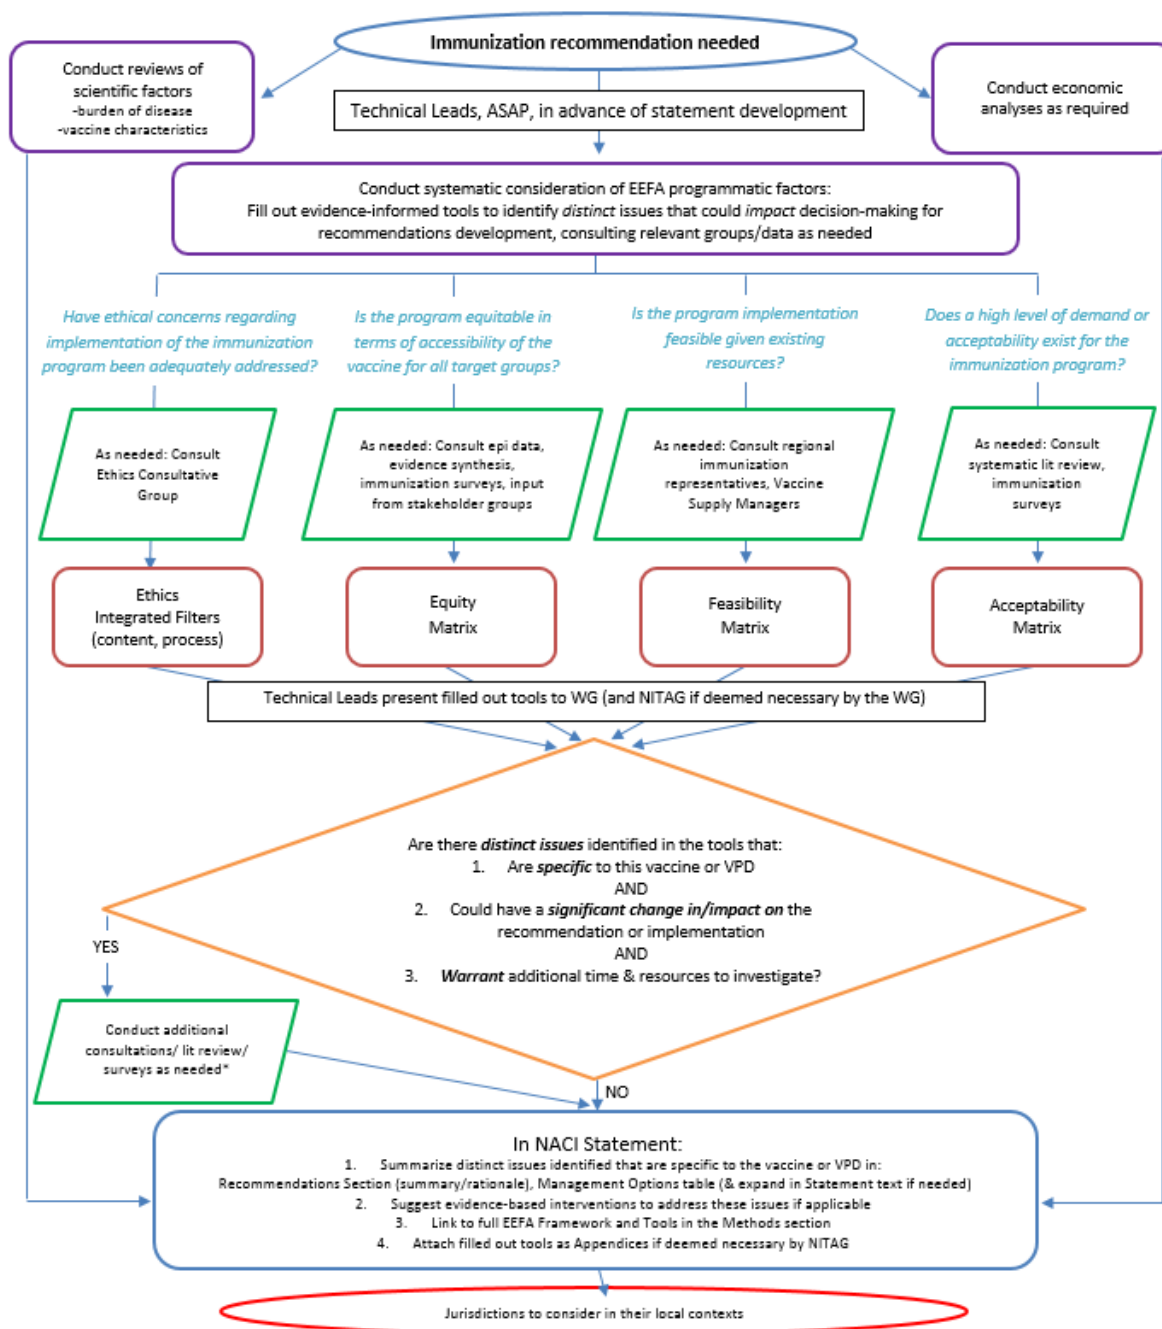 Immunization recommendation needed
Conduct reviews of
scientific factors
-burden of disease
-vaccine characteristics
Conduct economic
analyses as required
Technical Leads, ASAP, in advance of statement development
Conduct systematic consideration of EEFA programmatic factors:
Fill out evidence-informed tools to identify distinct issues that could impact decision-making for
recommendations development, consulting relevant groups/data as needed
Have ethical concerns regarding
implementation of the immunization
program been adequately addressed?
Is the program equitable in
terms of accessibility of the
vaccine for all target groups?
Is the program implementation
feasible given existing
resources?
Does a high level of demand or
acceptability exist for the
immunization program?
As needed: Consult
Ethics Consultative
Group
As needed: Consult epi data,
evidence synthesis,
immunization surveys, input
from stakeholder groups
As needed: Consult regional
immunization
representatives, Vaccine
Supply Managers
As needed: Consult
systematic lit review,
immunization
surveys
Ethics
Integrated Filters
(content, process)
Equity
Matrix
Feasibility
Matrix
Acceptability
Matrix
Technical Leads present filled out tools to WG (and NITAG if deemed necessary by the WG)
Are there distinct issues identified in the tools that:
1. Are specific to this vaccine or VPD
AND
2. Could have a significant change in/impact on the
recommendation or implementation
AND
3. Warrant additional time & resources to investigate?
YES
Conduct additional
consultations/ lit review/
surveys as needed*
NO
In NACI Statement:
1. Summarize distinct issues identified that are specific to the vaccine or VPD in:
Recommendations Section (summary/rationale), Management Options table (& expand in Statement text if needed)
2. Suggest evidence-based interventions to address these issues if applicable
3. Link to full EEFA Framework and Tools in the Methods section
4. Attach filled out tools as Appendices if deemed necessary by NITAG
Jurisdictions to consider in their local contexts